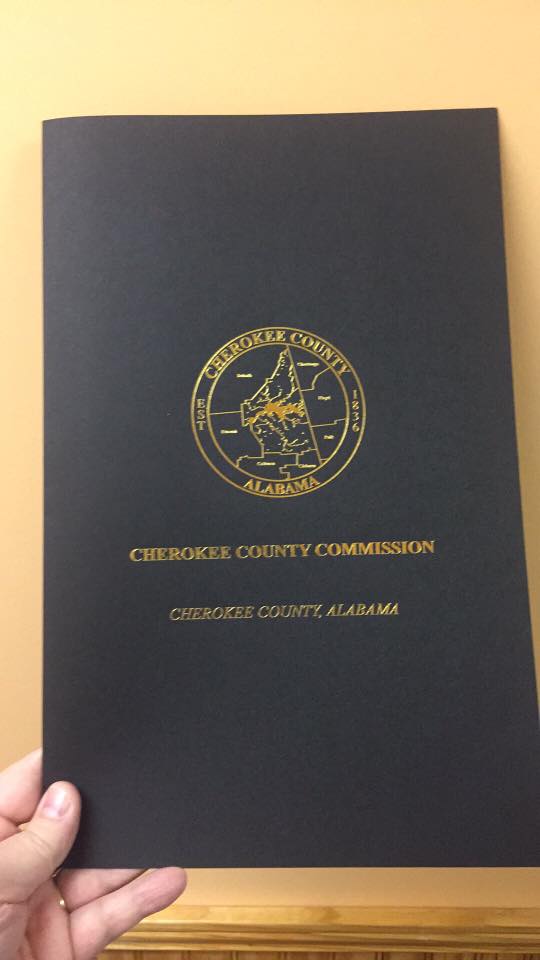 CHEROKEE COUNTY
EST 1836
ALABAMA
CHEROKEE COUNTY COMMISSION
CHEROKEE COUNTY, ALABAMA